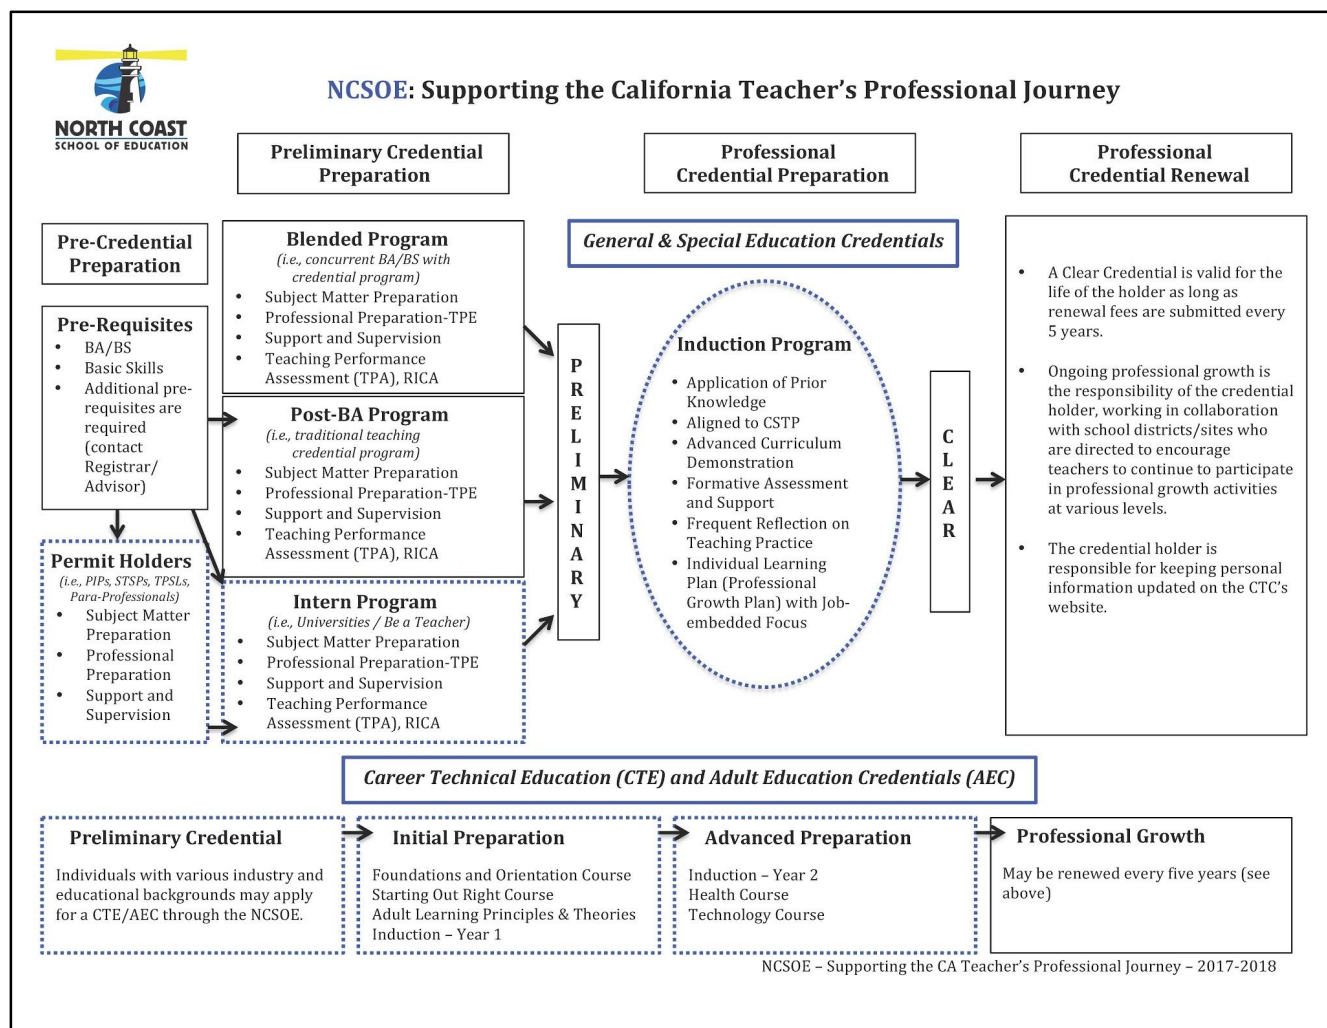 NORTH COAST
SCHOOL OF EDUCATION
NCSOE: Supporting the California Teacher’s Professional Journey
Preliminary Credential
Preparation
Professional
Credential Preparation
Professional
Credential Renewal
Pre-Credential
Preparation
Pre-Requisites
• BA/BS
• Basic Skills
• Additional pre-
requisites are
required
(contact
Registrar/
Advisor)
Permit Holders
(i.e., PIPs, STSPs, TPSLs,
Para-Professionals)
• Subject Matter
Preparation
• Professional
Preparation
• Support and
Supervision
Blended Program
(i.e., concurrent BA/BS with
credential program)
• Subject Matter Preparation
• Professional Preparation-TPE
• Support and Supervision
• Teaching Performance
Assessment (TPA), RICA
Post-BA Program
(i.e., traditional teaching
credential program)
• Subject Matter Preparation
• Professional Preparation-TPE
• Support and Supervision
• Teaching Performance
Assessment (TPA), RICA
Intern Program
(i.e., Universities / Be a Teacher)
• Subject Matter Preparation
• Professional Preparation-TPE
• Support and Supervision
• Teaching Performance
Assessment (TPA), RICA
PRELIMINARY
General & Special Education Credentials
Induction Program
• Application of Prior
Knowledge
• Aligned to CSTP
• Advanced Curriculum
Demonstration
• Formative Assessment
and Support
• Frequent Reflection on
Teaching Practice
• Individual Learning
Plan (Professional
Growth Plan) with Job-
embedded Focus
CLEAR
• A Clear Credential is valid for the
life of the holder as long as
renewal fees are submitted every
5 years.
• Ongoing professional growth is
the responsibility of the credential
holder, working in collaboration
with school districts/sites who
are directed to encourage
teachers to continue to participate
in professional growth activities
at various levels.
• The credential holder is
responsible for keeping personal
information updated on the CTC’s
website.
Career Technical Education (CTE) and Adult Education Credentials (AEC)
Preliminary Credential
Individuals with various industry and
educational backgrounds may apply
for a CTE/AEC through the NCSOE.
Initial Preparation
Foundations and Orientation Course
Starting Out Right Course
Adult Learning Principles & Theories
Induction – Year 1
Advanced Preparation
Induction – Year 2
Health Course
Technology Course
Professional Growth
May be renewed every five years (see
above)
NCSOE – Supporting the CA Teacher’s Professional Journey – 2017-2018